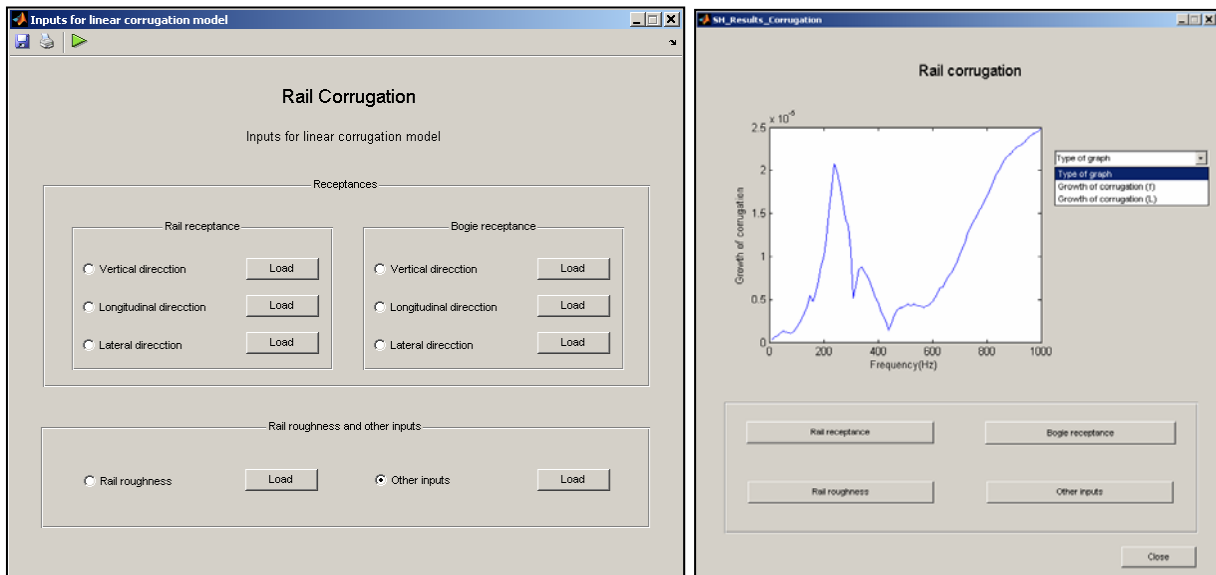 Inputs for linear corrugation model
Rail Corrugation
Inputs for linear corrugation model
Receptances
Rail receptance
Vertical direcction
Load
Longitudinal direcction
Load
Lateral direcction
Load
Bogie receptance
Vertical direcction
Load
Longitudinal direcction
Load
Lateral direcction
Load
Rail roughness and other inputs
Rail roughness
Load
Other inputs
Load
SH_Results_Corrugation
Rail corrugation
x 10⁻⁵
2.5
2
1.5
1
0.5
0
Growth of corrugation
0 200 400 600 800 1000
Frequency(Hz)
Type of graph
Type of graph
Growth of corrugation (f)
Growth of corrugation (L)
Rail receptance
Bogie receptance
Rail roughness
Other inputs
Close